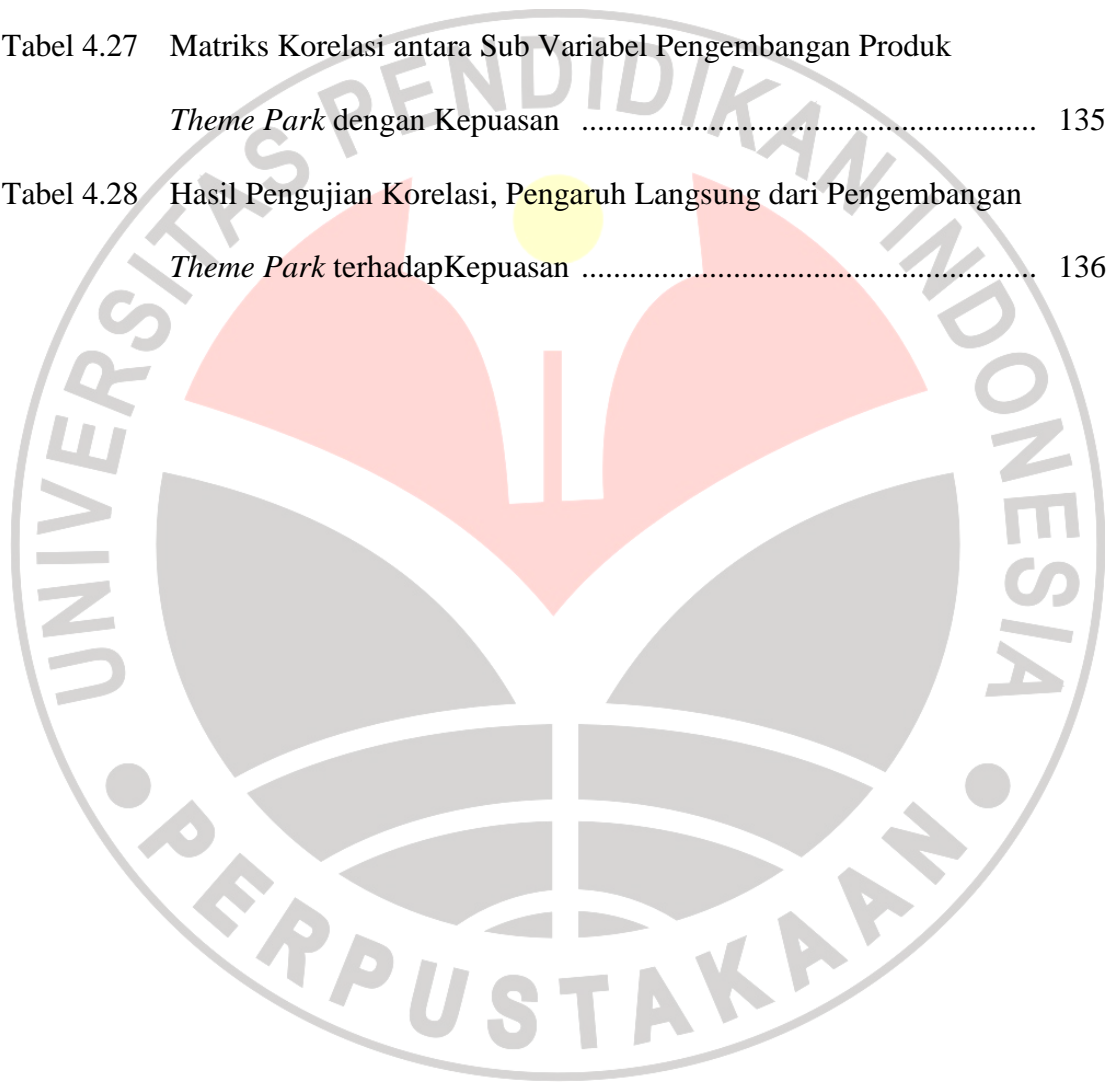 Tabel 4.27 Matriks Korelasi antara Sub Variabel Pengembangan Produk
Theme Park dengan Kepuasan ......................................................... 135
Tabel 4.28 Hasil Pengujian Korelasi, Pengaruh Langsung dari Pengembangan
Theme Park terhadapKepuasan ......................................................... 136
UNIVERSITAS PENDIDIKAN INDONESIA
PERPUSTAKAAN